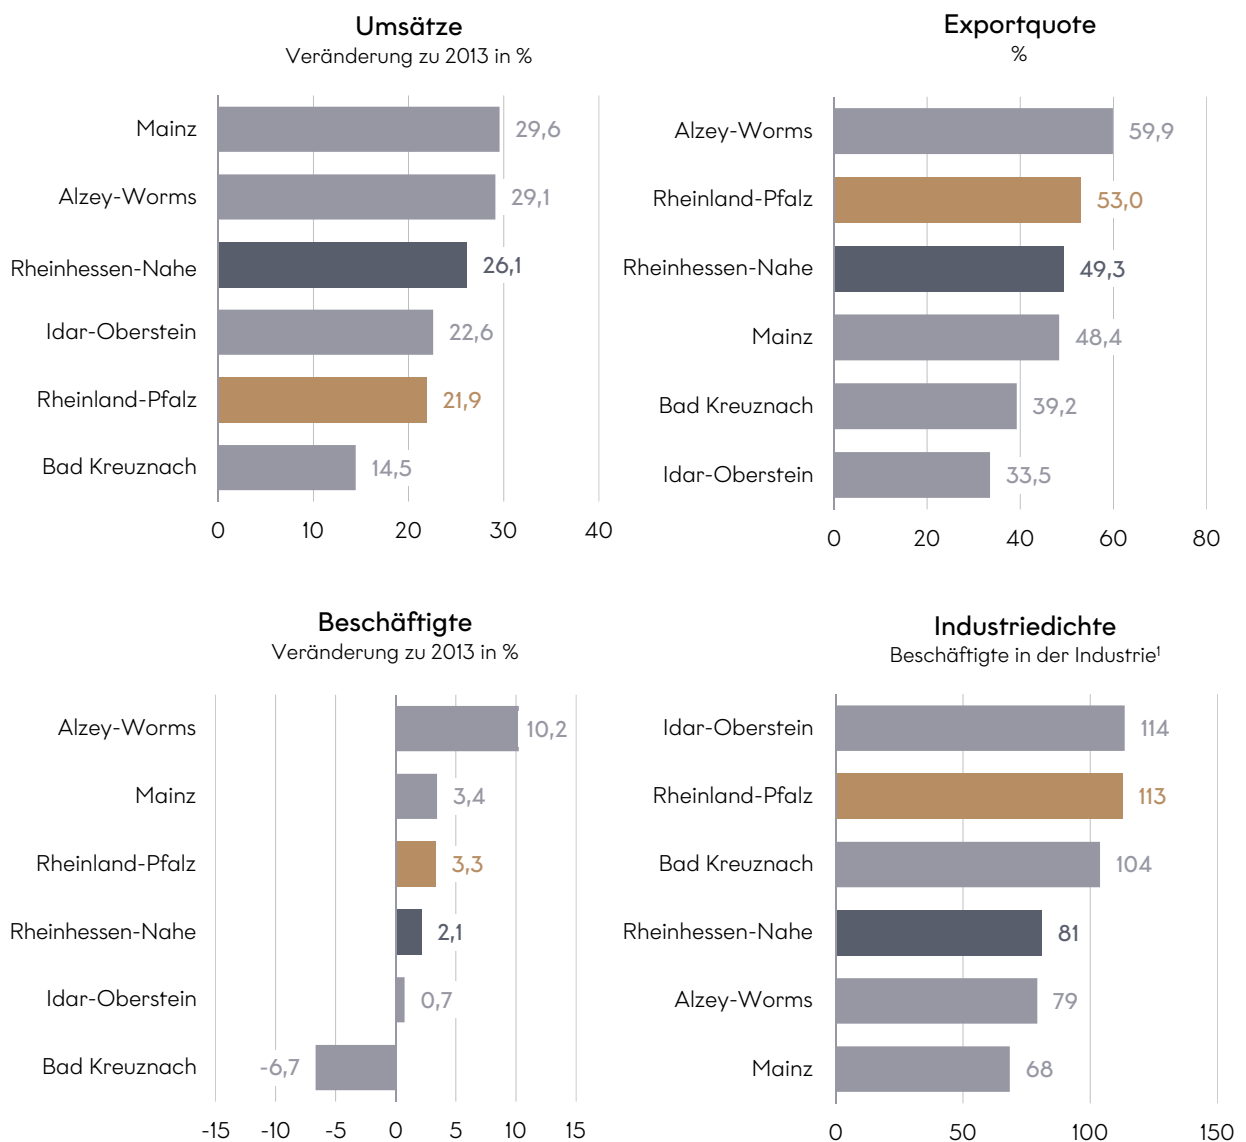 Umsätze
Veränderung zu 2013 in %
Mainz 29,6
Alzey-Worms 29,1
Rheinhessen-Nahe 26,1
Idar-Oberstein 22,6
Rheinland-Pfalz 21,9
Bad Kreuznach 14,5
0 10 20 30 40
Exportquote
%
Alzey-Worms 59,9
Rheinland-Pfalz 53,0
Rheinhessen-Nahe 49,3
Mainz 48,4
Bad Kreuznach 39,2
Idar-Oberstein 33,5
0 20 40 60 80
Beschäftigte
Veränderung zu 2013 in %
Alzey-Worms 10,2
Mainz 3,4
Rheinland-Pfalz 3,3
Rheinhessen-Nahe 2,1
Idar-Oberstein 0,7
Bad Kreuznach -6,7
-15 -10 -5 0 5 10 15
Industriedichte
Beschäftigte in der Industrie¹
Idar-Oberstein 114
Rheinland-Pfalz 113
Bad Kreuznach 104
Rheinhessen-Nahe 81
Alzey-Worms 79
Mainz 68
0 50 100 150